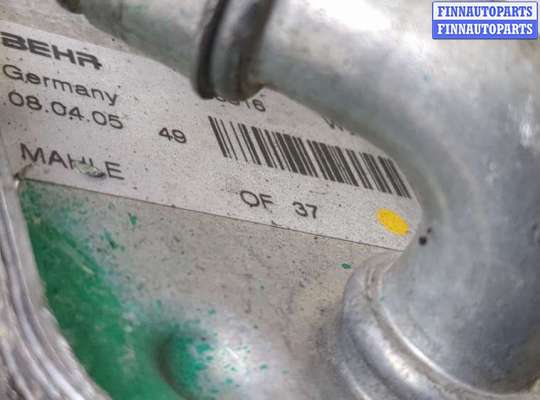 FINNAUTOPARTS
FINNAUTOPARTS
BEHR
Germany
08.04.05 49
MAHLE
OF 37